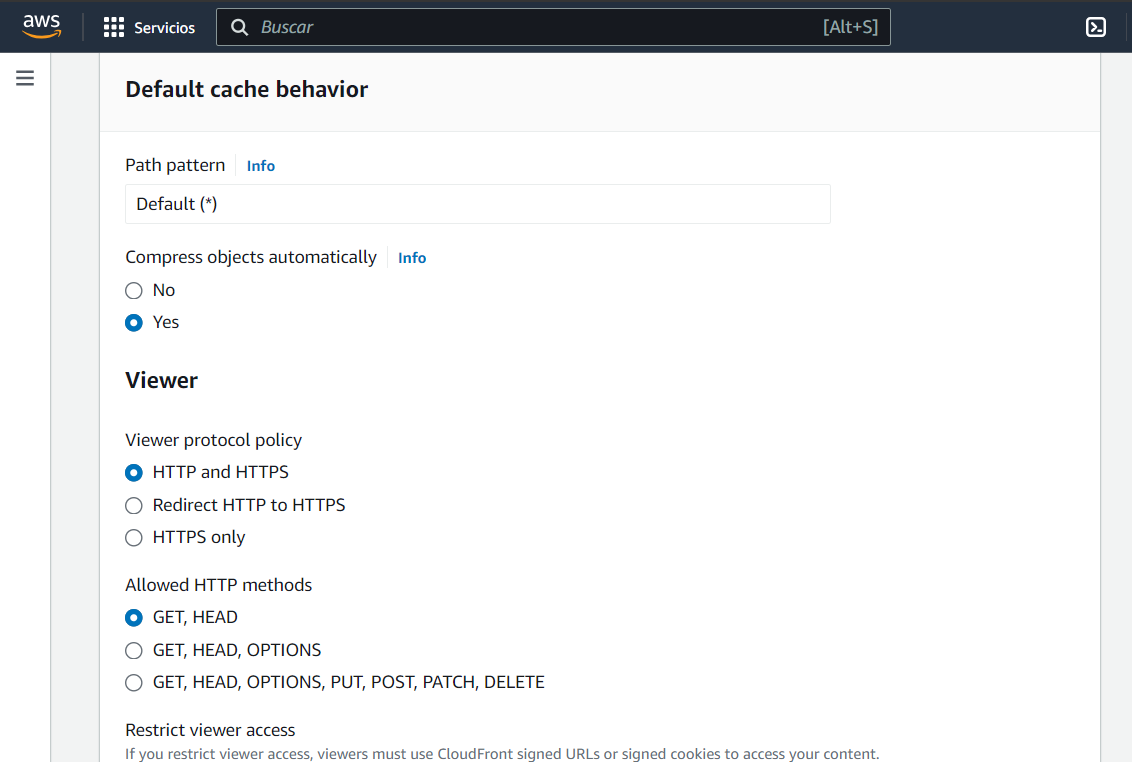 aws
Servicios
Buscar
[Alt+S]
Default cache behavior
Path pattern
Info
Default (*)
Compress objects automatically
Info
No
Yes
Viewer
Viewer protocol policy
HTTP and HTTPS
Redirect HTTP to HTTPS
HTTPS only
Allowed HTTP methods
GET, HEAD
GET, HEAD, OPTIONS
GET, HEAD, OPTIONS, PUT, POST, PATCH, DELETE
Restrict viewer access
If you restrict viewer access, viewers must use CloudFront signed URLs or signed cookies to access your content.